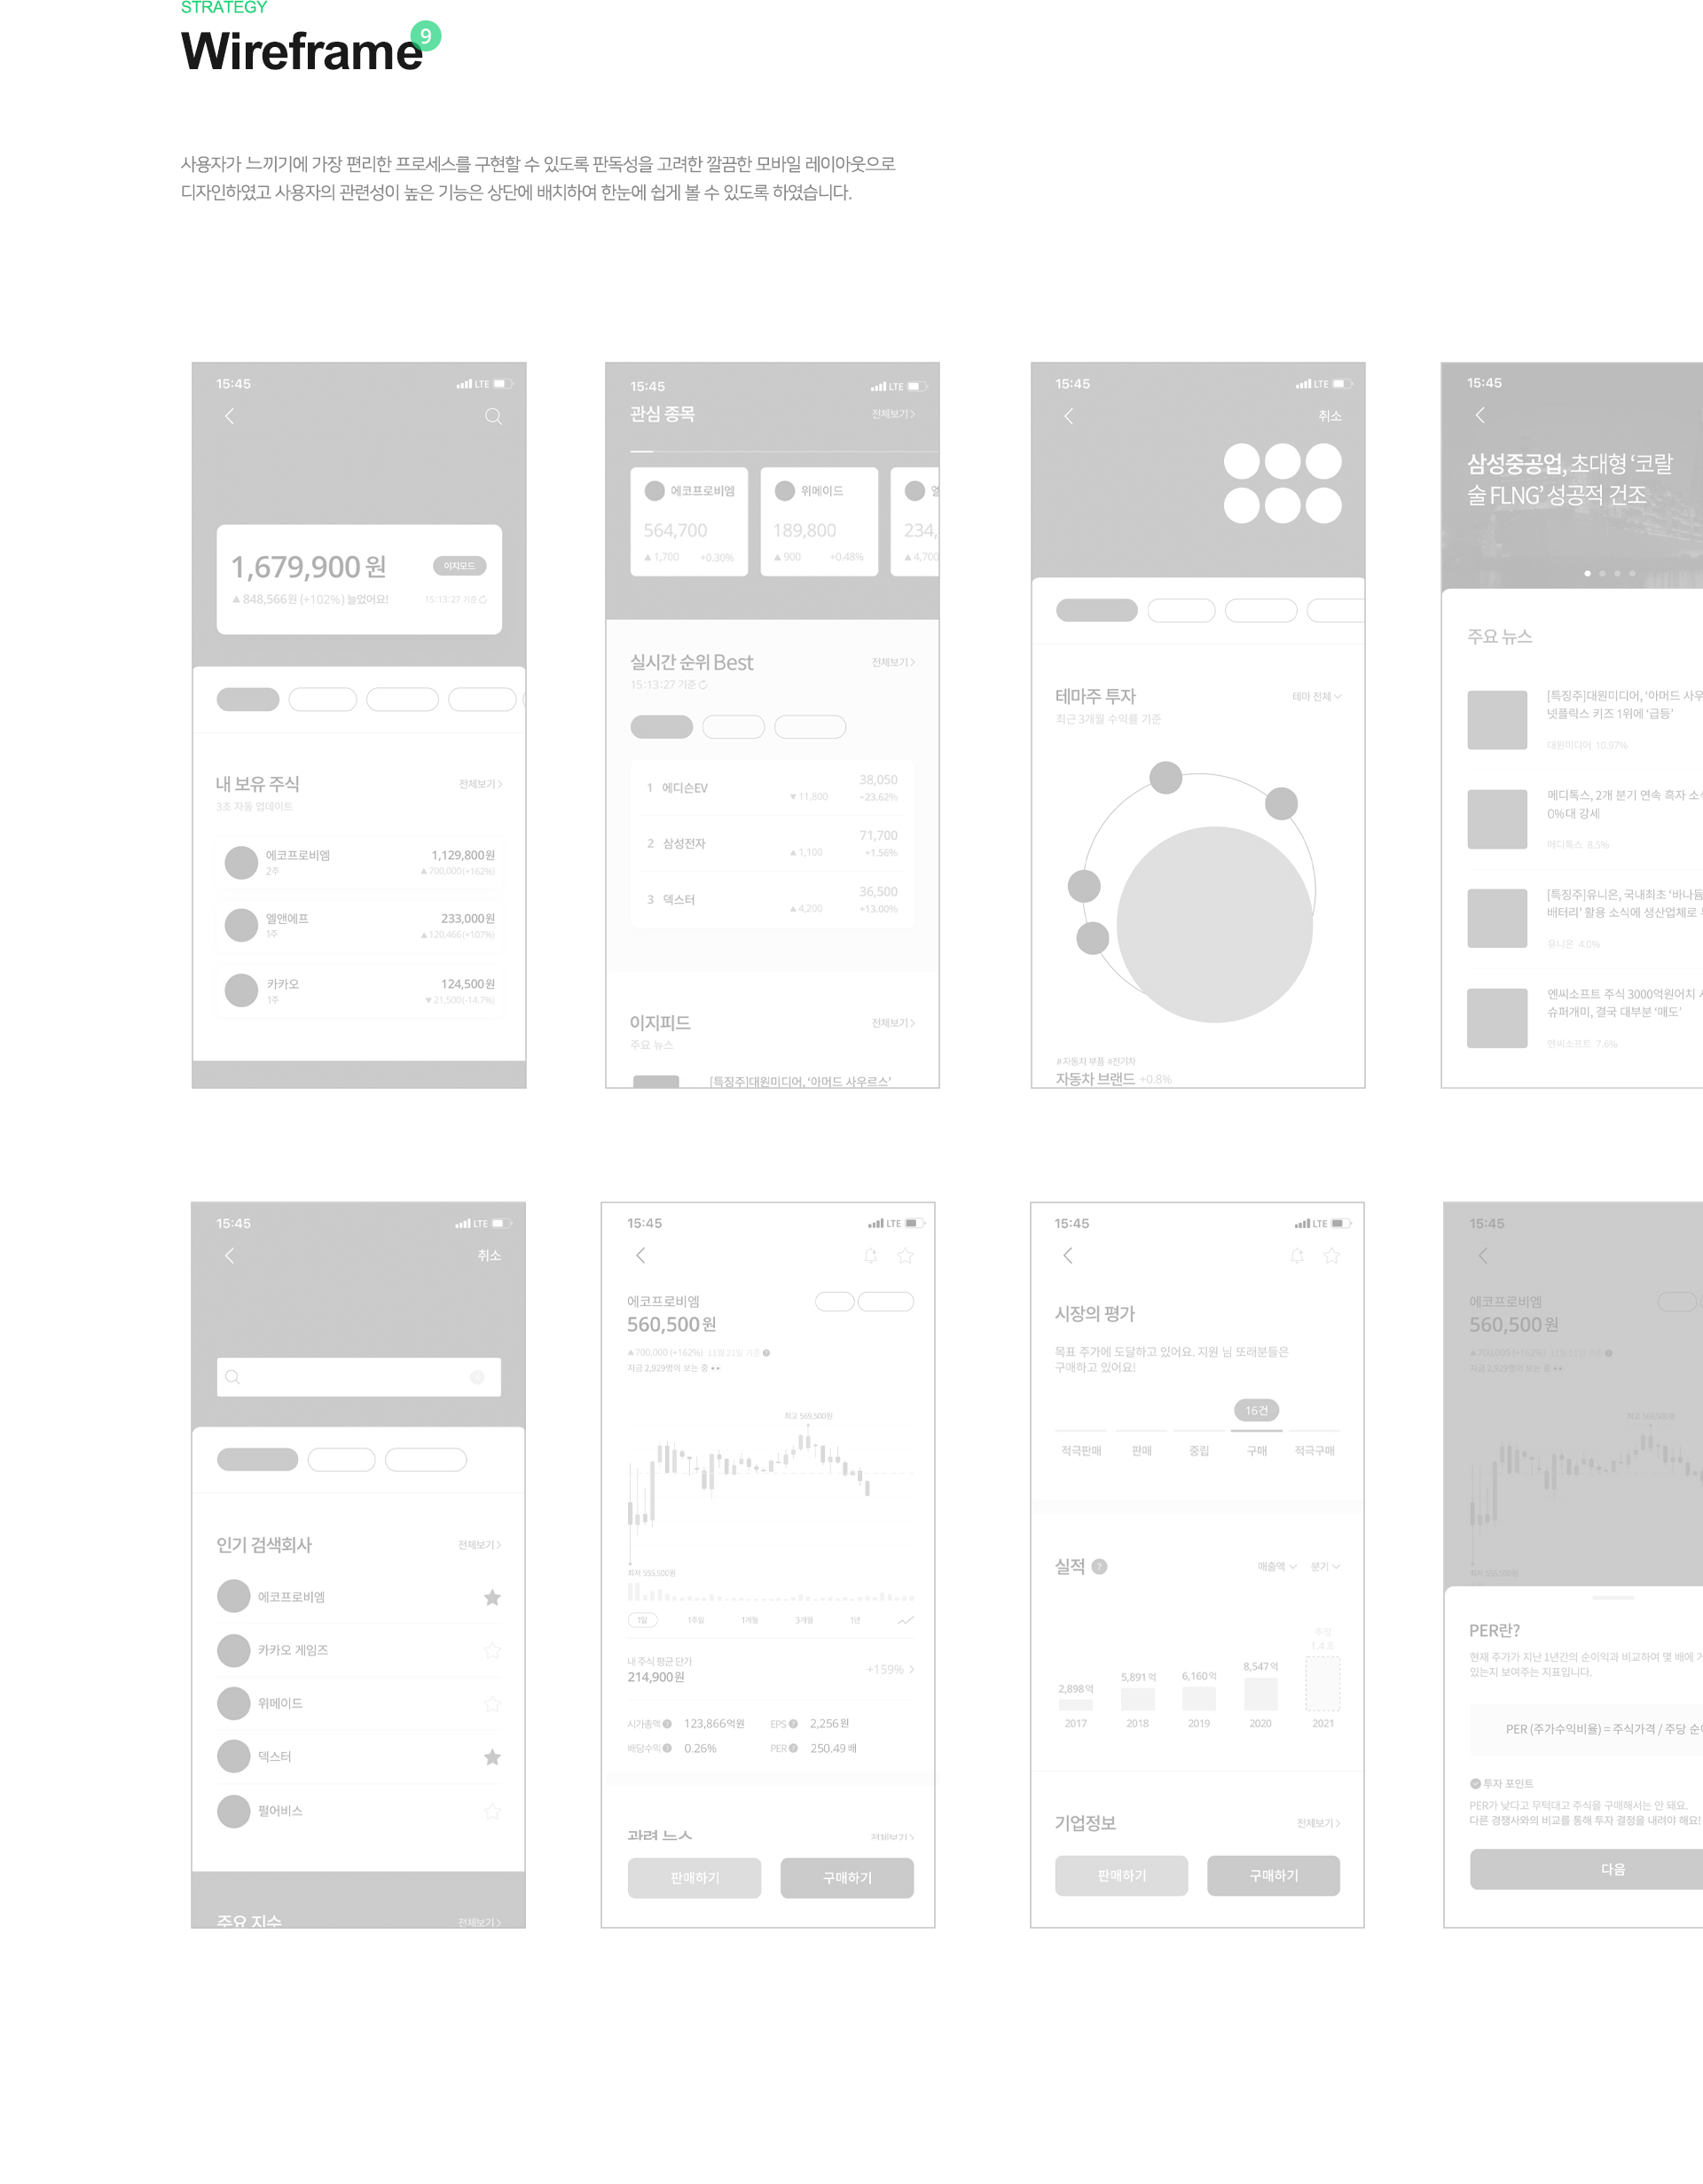 STRATEGY
Wireframe 9
사용자가 느끼기에 가장 편리한 프로세스를 구현할 수 있도록 판독성을 고려한 깔끔한 모바일 레이아웃으로
디자인하였고 사용자의 관련성이 높은 기능은 상단에 배치하여 한눈에 쉽게 볼 수 있도록 하였습니다.
15:45 LTE
1,679,900 원 이지모드
▲ 848,566원 (+102%) 늘었어요! 15:13:27 기준
내 보유 주식 전체보기
3초 자동 업데이트
에코프로비엠 1,129,800원
2주 ▲ 700,000(+162%)
엘앤에프 233,000원
1주 ▲ 120,466(+107%)
카카오 124,500원
1주 ▼ 21,500(-14.7%)
15:45 LTE
관심 종목 전체보기
에코프로비엠 위메이드
564,700 189,800 234,
▲ 1,700 +0.30% ▲ 900 +0.48% ▲ 4,700
실시간 순위 Best 전체보기
15:13:27 기준
1 에디슨EV 38,050
▼ 11,800 -23.62%
2 삼성전자 71,700
▲ 1,100 +1.56%
3 덱스터 36,500
▲ 4,200 +13.00%
이지피드 전체보기
주요 뉴스
[특징주]대원미디어, ‘아머드 사우르스’
15:45 LTE
취소
테마주 투자 테마 전체
최근 3개월 수익률 기준
#자동차 부품 #전기차
자동차 브랜드 +0.8%
15:45
삼성중공업, 초대형 ‘코랄
술 FLNG’ 성공적 건조
주요 뉴스
[특징주]대원미디어, ‘아머드 사우
넷플릭스 키즈 1위에 ‘급등’
대원미디어 10.97%
메디톡스, 2개 분기 연속 흑자 소
0%대 강세
메디톡스 8.5%
[특징주]유니온, 국내최초 ‘바나듐
배터리’ 활용 소식에 생산업체로
유니온 4.0%
엔씨소프트 주식 3000억원어치
슈퍼개미, 결국 대부분 ‘매도’
엔씨소프트 7.6%
15:45 LTE
취소
인기 검색회사 전체보기
에코프로비엠
카카오 게임즈
위메이드
덱스터
펄어비스
주요 지수 전체보기
15:45 LTE
에코프로비엠
560,500원
▲700,000 (+162%) 11월 21일 기준
지금 2,929명이 보는 중
최고 569,500원
최저 555,500원
1일 1주일 1개월 3개월 1년
내 주식 평균 단가
214,900원 +159%
시가총액 123,866억원 EPS 2,256원
배당수익 0.26% PER 250.49 배
관련 뉴스 전체보기
판매하기 구매하기
15:45 LTE
시장의 평가
목표 주가에 도달하고 있어요. 지원 님 또래분들은
구매하고 있어요!
16건
적극판매 판매 중립 구매 적극구매
실적 ? 매출액 분기
추정
1.4조
8,547억
6,160억
5,891억
2,898억
2017 2018 2019 2020 2021
기업정보 전체보기
판매하기 구매하기
15:45
에코프로비엠
560,500원
▲700,000 (+162%) 11월 21일 기준
지금 2,929명이 보는 중
최고 569,500원
최저 555,500원
PER란?
현재 주가가 지난 1년간의 순이익과 비교하여 몇 배에
있는지 보여주는 지표입니다.
PER (주가수익비율) = 주식가격 / 주당 순
투자 포인트
PER가 낮다고 무턱대고 주식을 구매해서는 안 돼요.
다른 경쟁사와의 비교를 통해 투자 결정을 내려야 해요!
다음